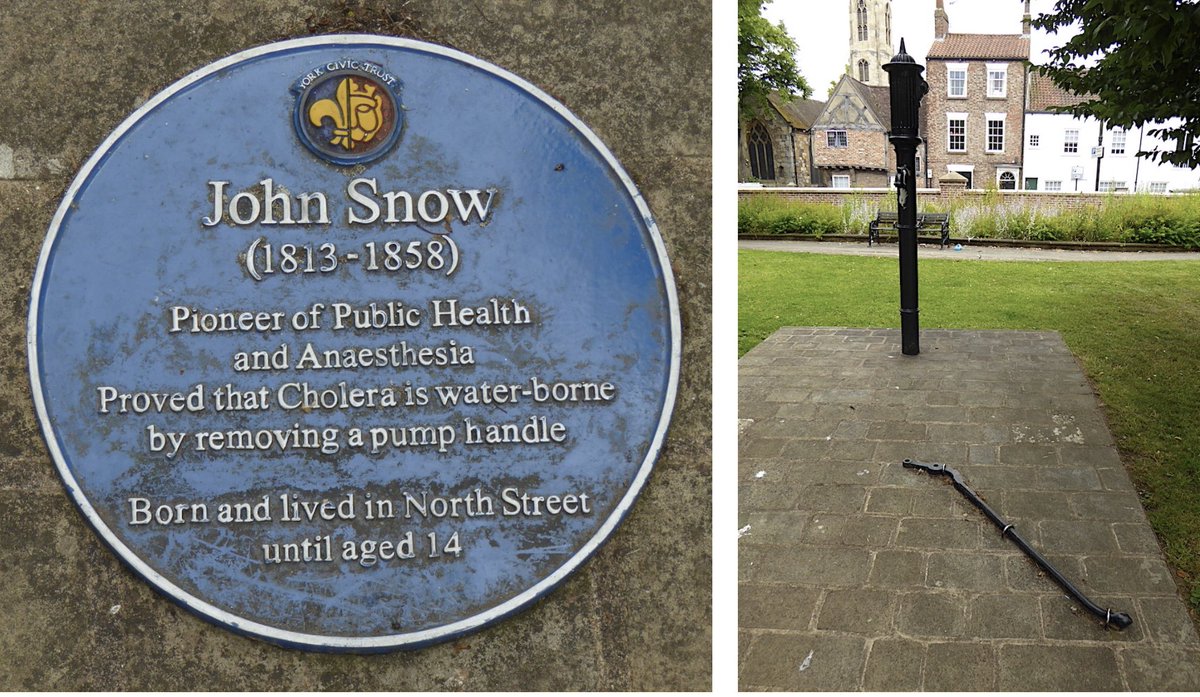 YORK CIVIC TRUST
John Snow
(1813-1858)
Pioneer of Public Health
and Anaesthesia
Proved that Cholera is water-borne
by removing a pump handle
Born and lived in North Street
until aged 14